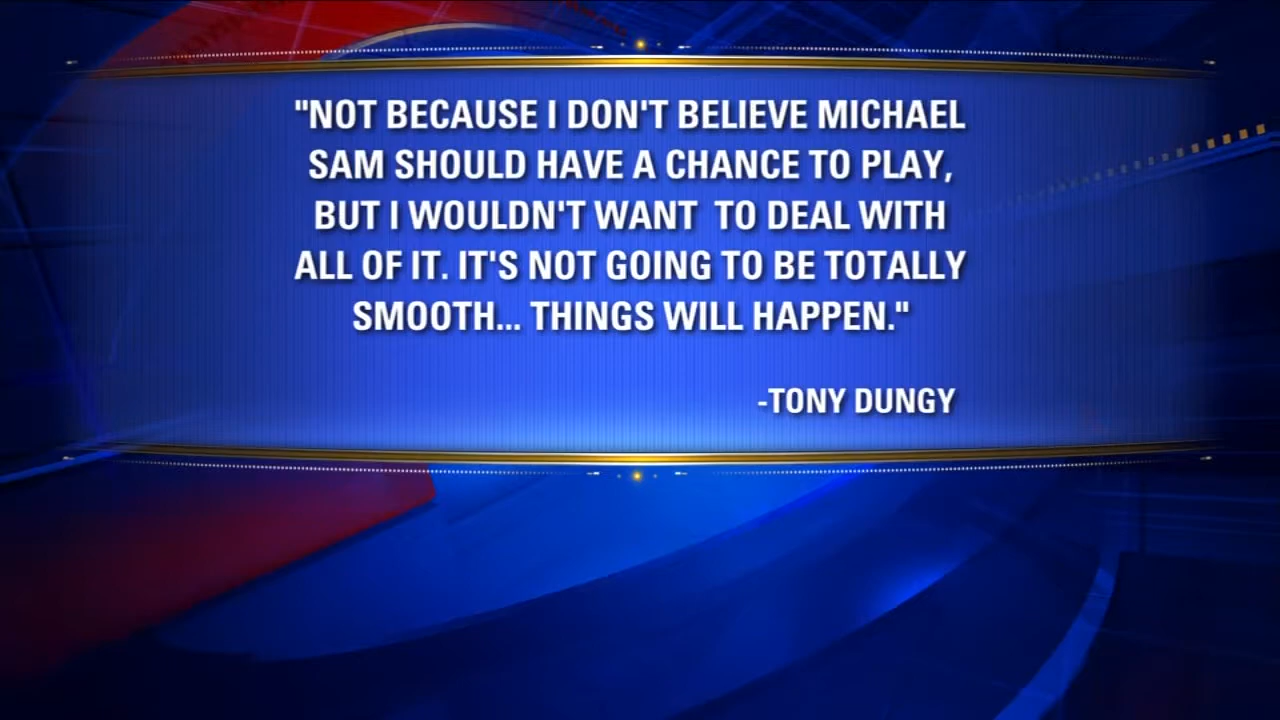 "NOT BECAUSE I DON'T BELIEVE MICHAEL
SAM SHOULD HAVE A CHANCE TO PLAY,
BUT I WOULDN'T WANT  TO DEAL WITH
ALL OF IT. IT'S NOT GOING TO BE TOTALLY
SMOOTH... THINGS WILL HAPPEN."
-TONY DUNGY